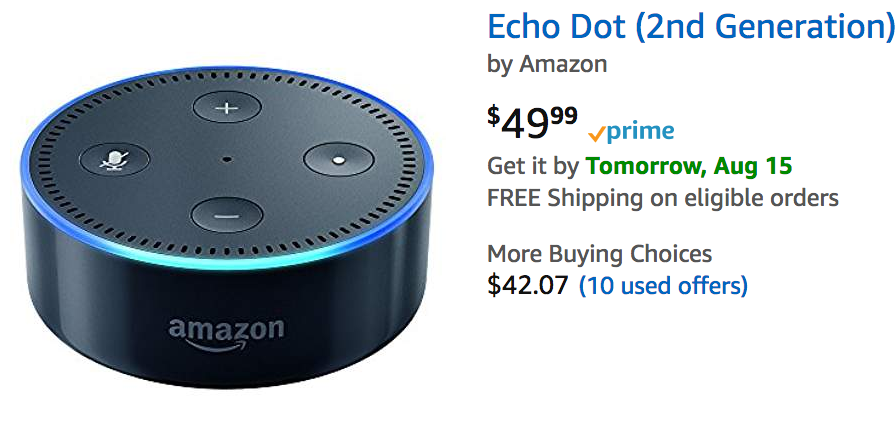 Echo Dot (2nd Generation)
by Amazon
$49.99 prime
Get it by Tomorrow, Aug 15
FREE Shipping on eligible orders
More Buying Choices
$42.07 (10 used offers)
amazon